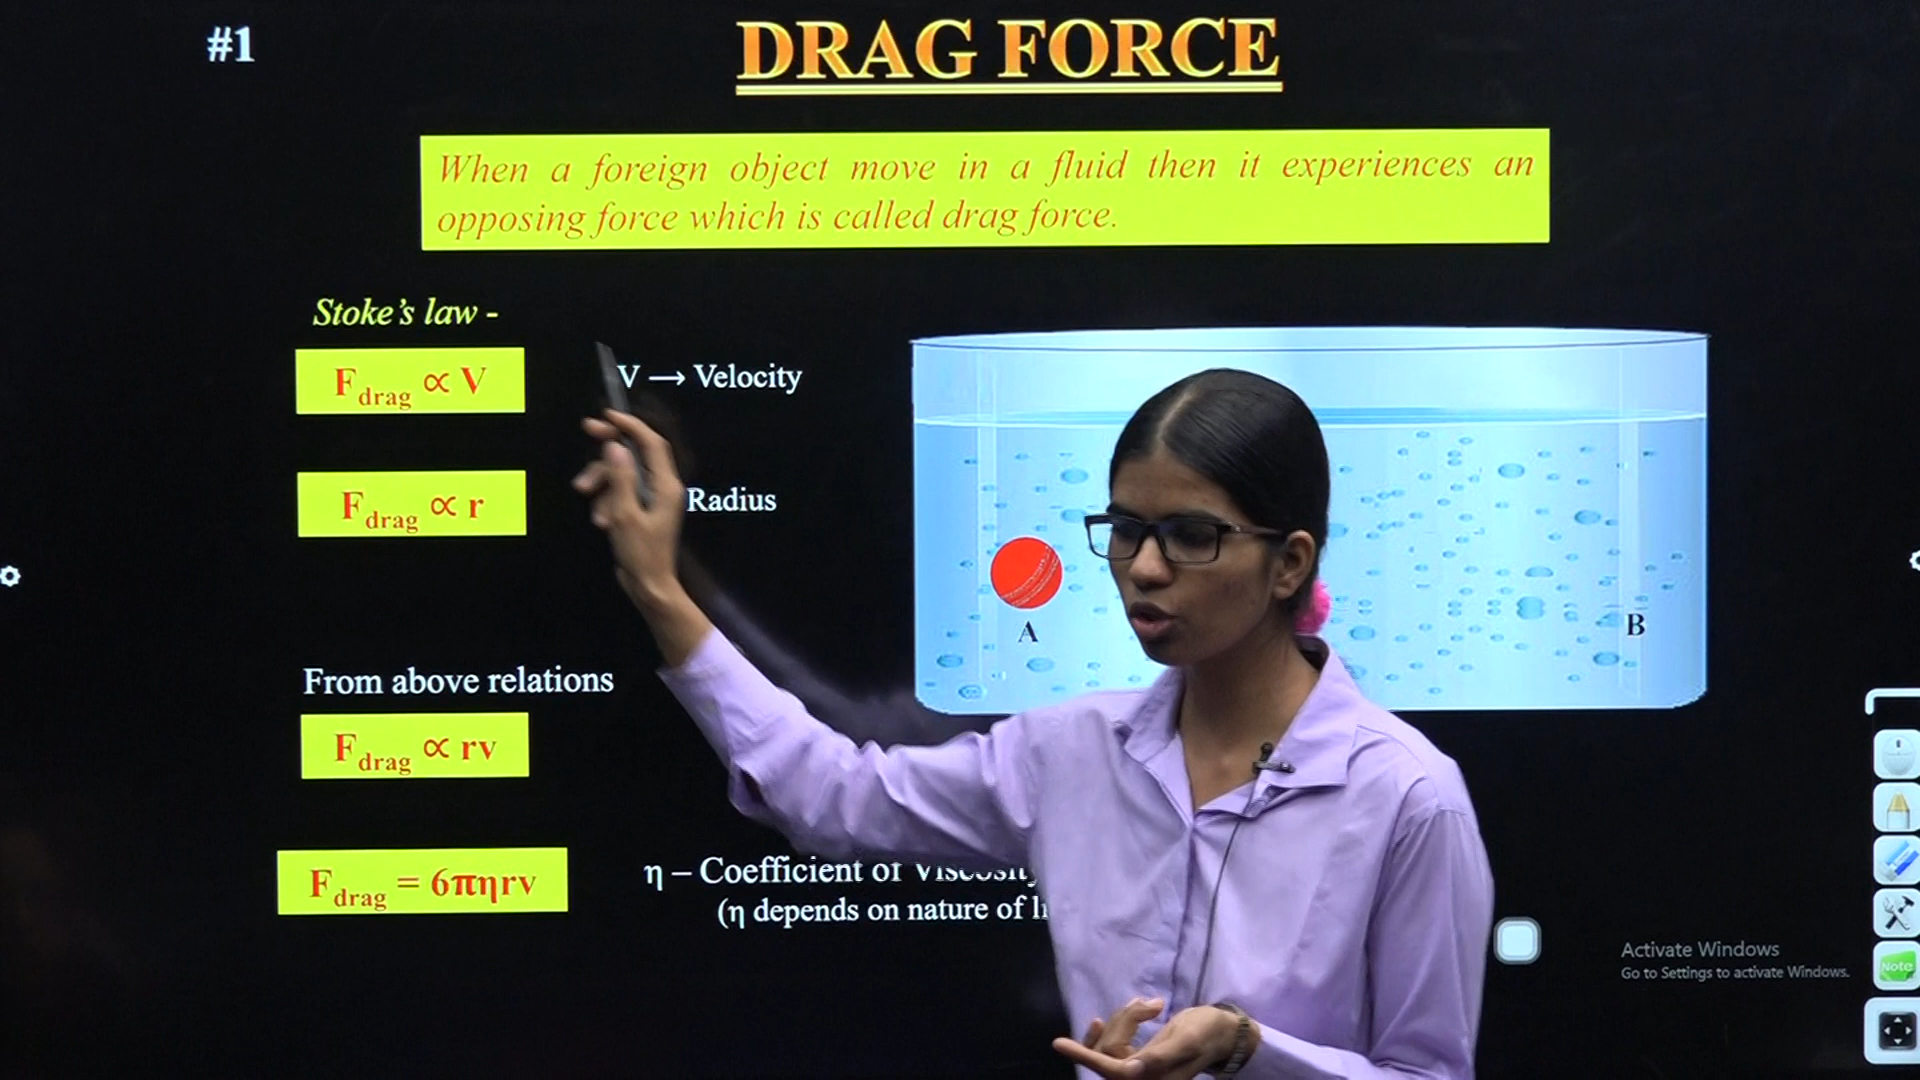 #1
DRAG FORCE
When a foreign object move in a fluid then it experiences an
opposing force which is called drag force.
Stoke's law -
F drag ∝ V
V → Velocity
F drag ∝ r
Radius
A
B
From above relations
F drag ∝ rv
F drag = 6πηrv
η – Coefficient of Viscosity
(η depends on nature of
Activate Windows
Go to Settings to activate Windows.
Note